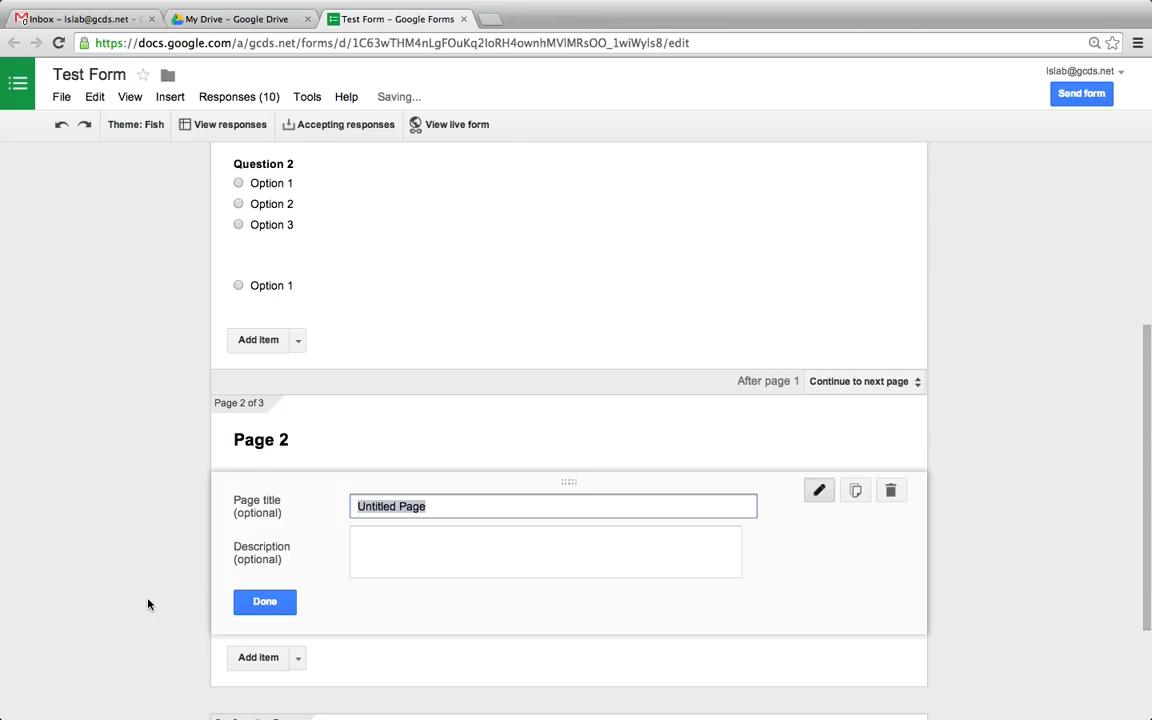 Inbox – lslab@gcds.net –
My Drive – Google Drive
Test Form – Google Forms
https://docs.google.com/a/gcds.net/forms/d/1C63wTHM4nLgFOuKq2IoRH4ownhMVlMRsOO_1wiWyls8/edit
Test Form
lslab@gcds.net
File Edit View Insert Responses (10) Tools Help Saving...
Send form
Theme: Fish View responses Accepting responses View live form
Question 2
Option 1
Option 2
Option 3
Option 1
Add item
After page 1 Continue to next page
Page 2 of 3
Page 2
Page title
(optional)
Untitled Page
Description
(optional)
Done
Add item